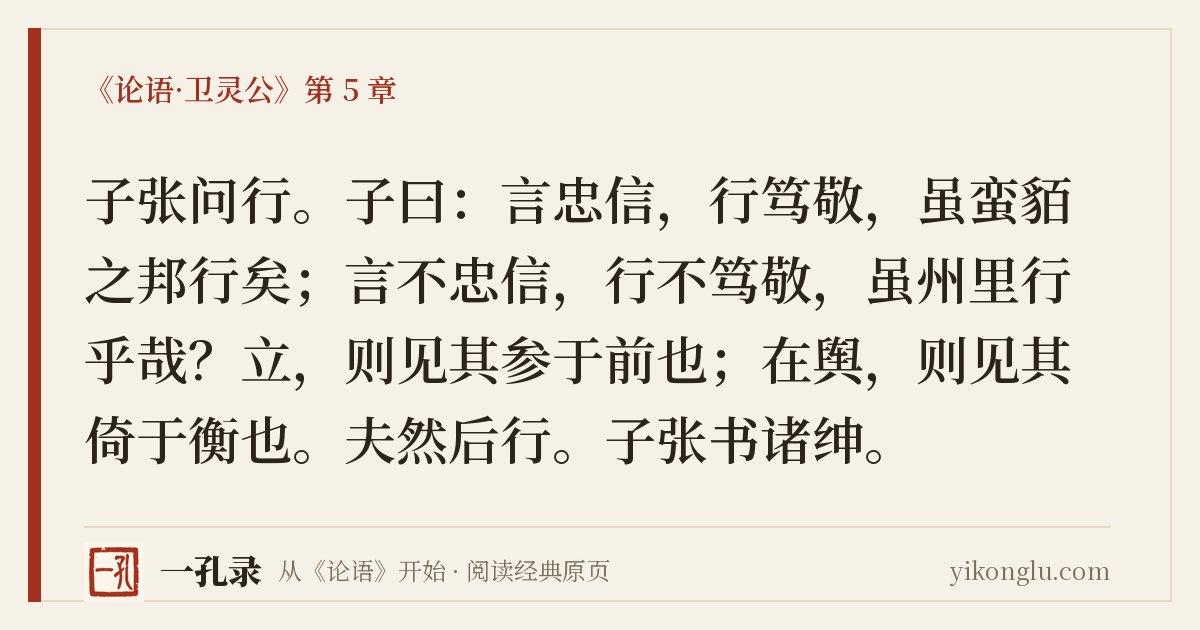 《论语·卫灵公》第 5 章
子张问行。子曰：言忠信，行笃敬，虽蛮貊
之邦行矣；言不忠信，行不笃敬，虽州里行
乎哉？立，则见其参于前也；在舆，则见其
倚于衡也。夫然后行。子张书诸绅。
一孔
一孔录 从《论语》开始 · 阅读经典原页 yikonglu.com